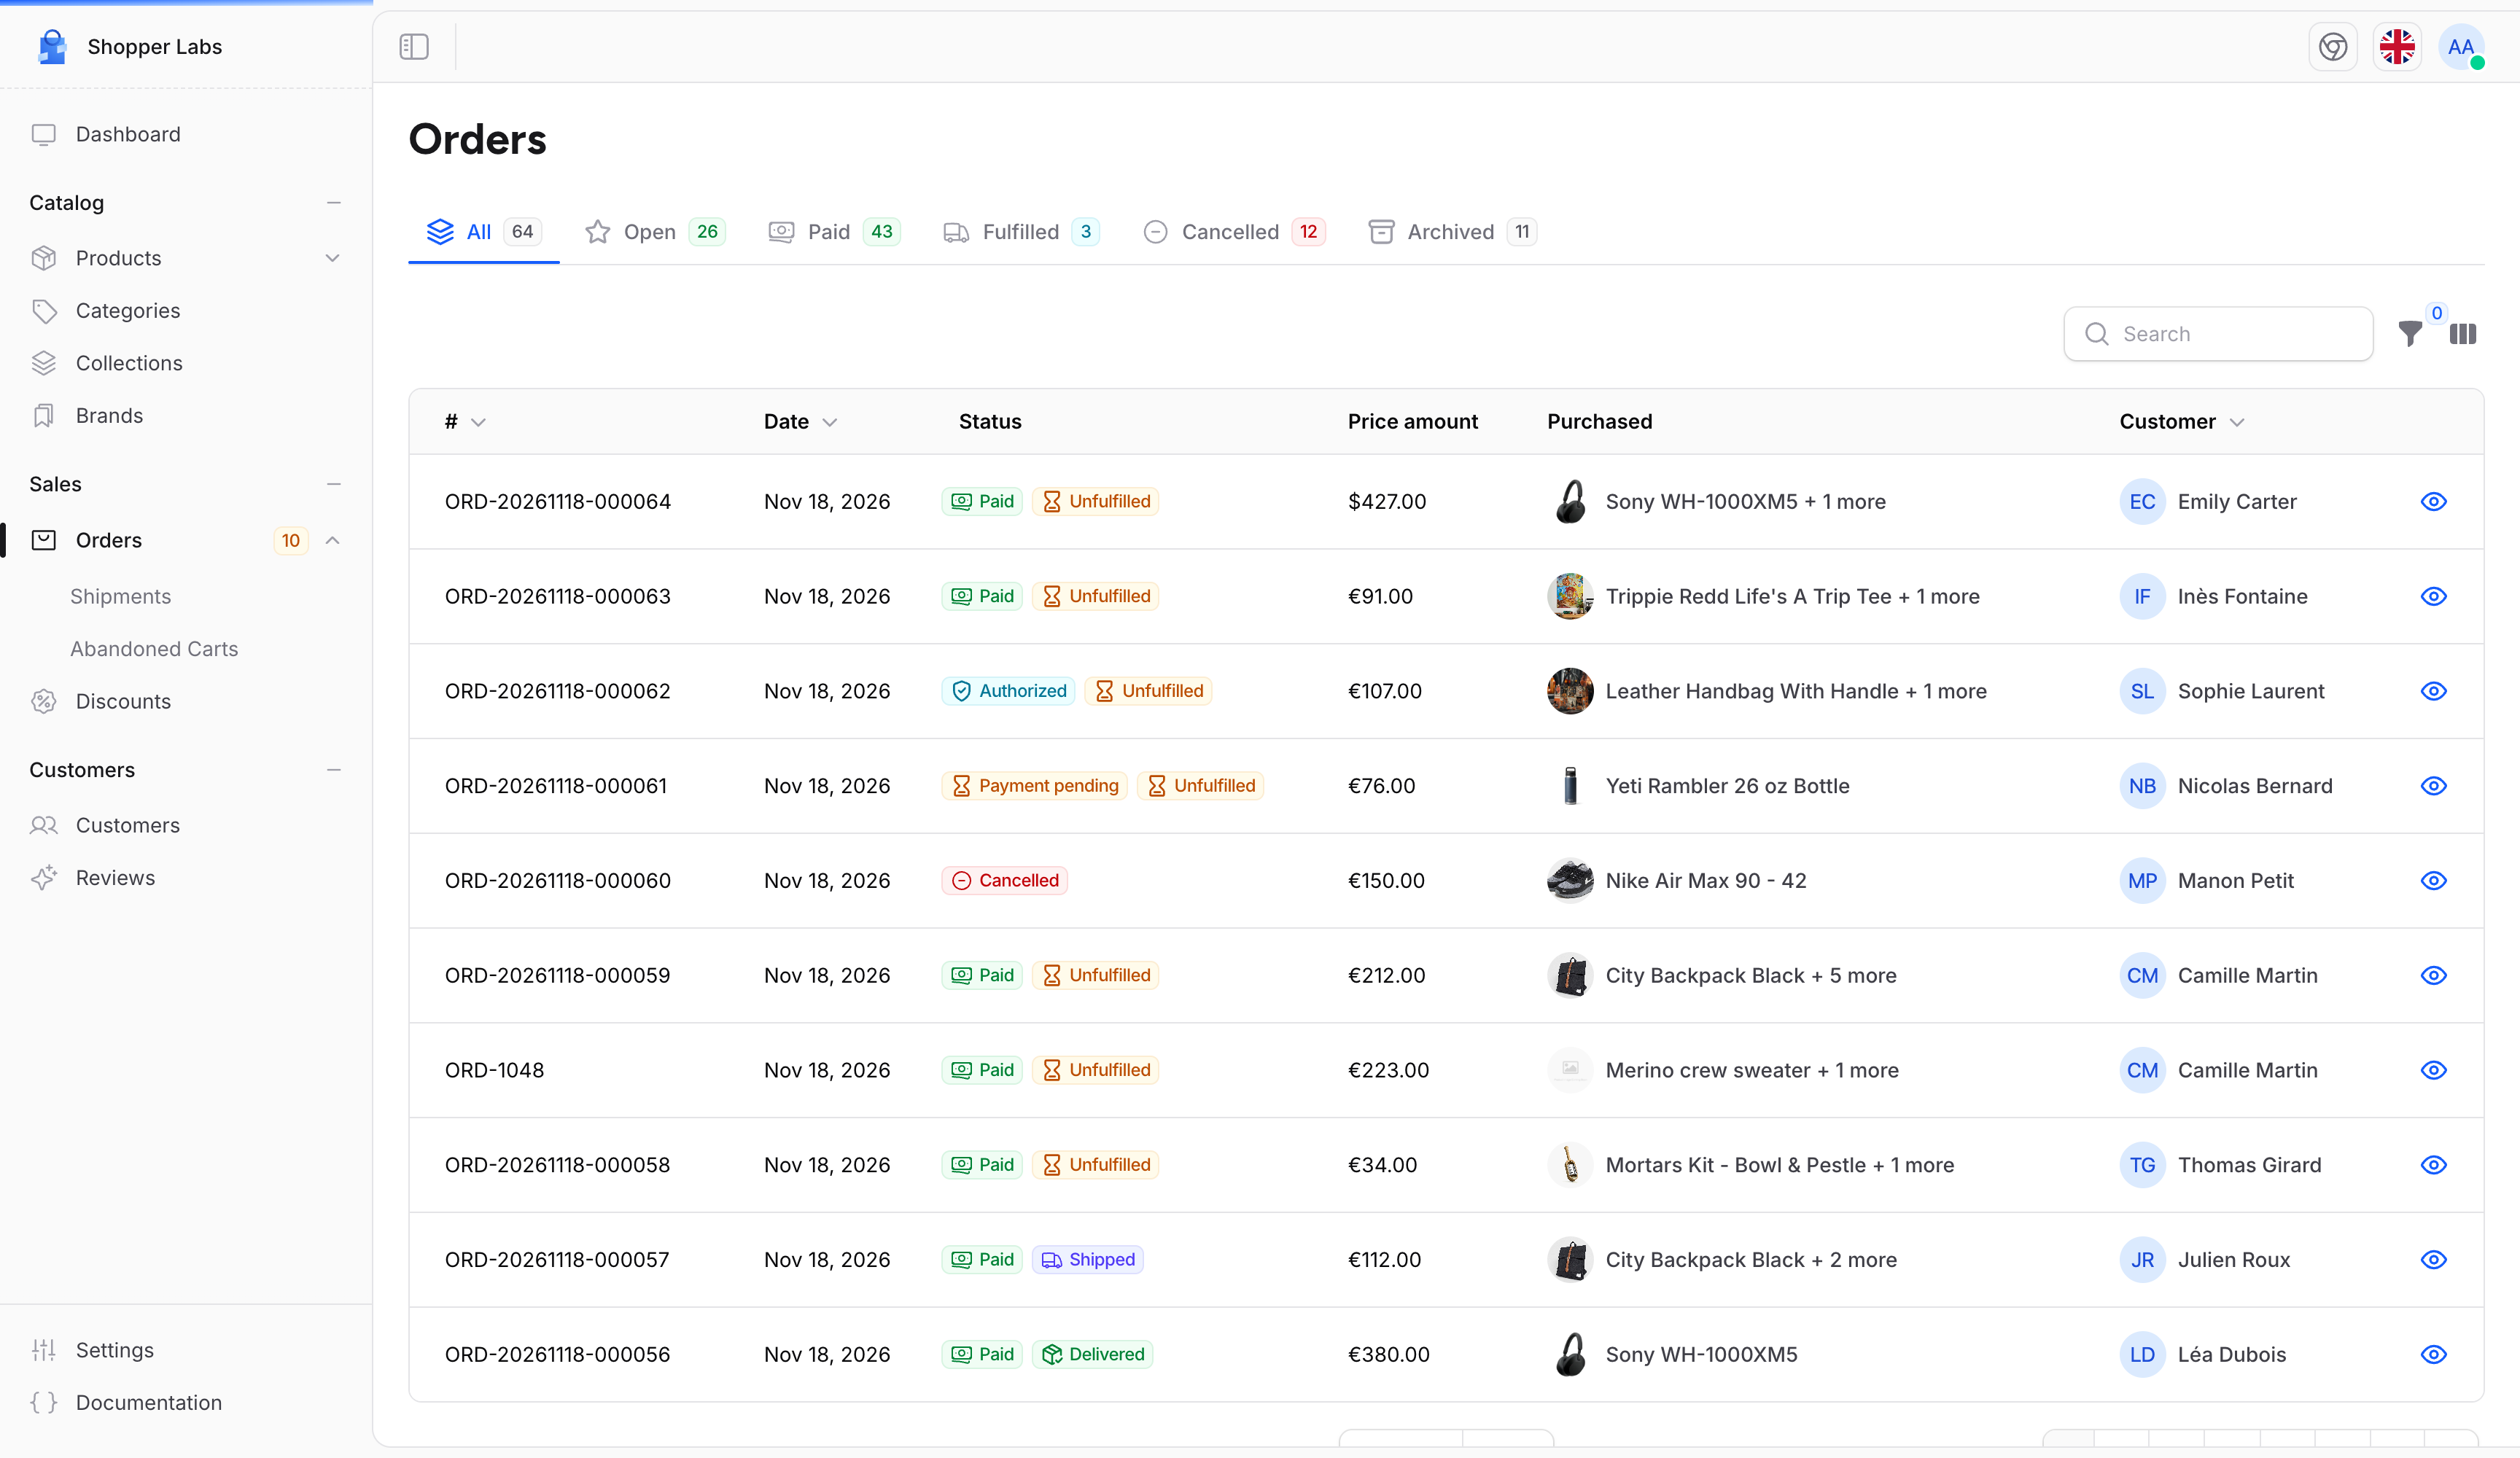 Shopper Labs
AA
Dashboard
Catalog
Products
Categories
Collections
Brands
Sales
Orders 10
Shipments
Abandoned Carts
Discounts
Customers
Customers
Reviews
Settings
Documentation
Orders
All 64 Open 26 Paid 43 Fulfilled 3 Cancelled 12 Archived 11
Search 0
# Date Status Price amount Purchased Customer
ORD-20261118-000064 Nov 18, 2026 Paid Unfulfilled $427.00 Sony WH-1000XM5 + 1 more EC Emily Carter
ORD-20261118-000063 Nov 18, 2026 Paid Unfulfilled €91.00 Trippie Redd Life's A Trip Tee + 1 more IF Inès Fontaine
ORD-20261118-000062 Nov 18, 2026 Authorized Unfulfilled €107.00 Leather Handbag With Handle + 1 more SL Sophie Laurent
ORD-20261118-000061 Nov 18, 2026 Payment pending Unfulfilled €76.00 Yeti Rambler 26 oz Bottle NB Nicolas Bernard
ORD-20261118-000060 Nov 18, 2026 Cancelled €150.00 Nike Air Max 90 - 42 MP Manon Petit
ORD-20261118-000059 Nov 18, 2026 Paid Unfulfilled €212.00 City Backpack Black + 5 more CM Camille Martin
ORD-1048 Nov 18, 2026 Paid Unfulfilled €223.00 Merino crew sweater + 1 more CM Camille Martin
ORD-20261118-000058 Nov 18, 2026 Paid Unfulfilled €34.00 Mortars Kit - Bowl & Pestle + 1 more TG Thomas Girard
ORD-20261118-000057 Nov 18, 2026 Paid Shipped €112.00 City Backpack Black + 2 more JR Julien Roux
ORD-20261118-000056 Nov 18, 2026 Paid Delivered €380.00 Sony WH-1000XM5 LD Léa Dubois